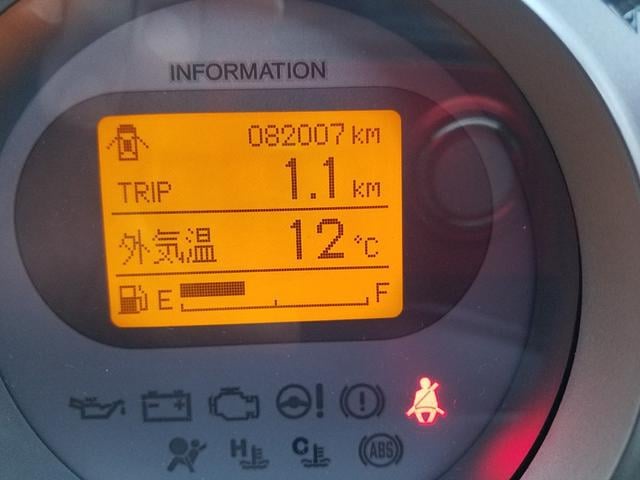 INFORMATION
082007 km
TRIP 1.1 km
外気温 12 °C
E F
! (!)
H C (ABS)